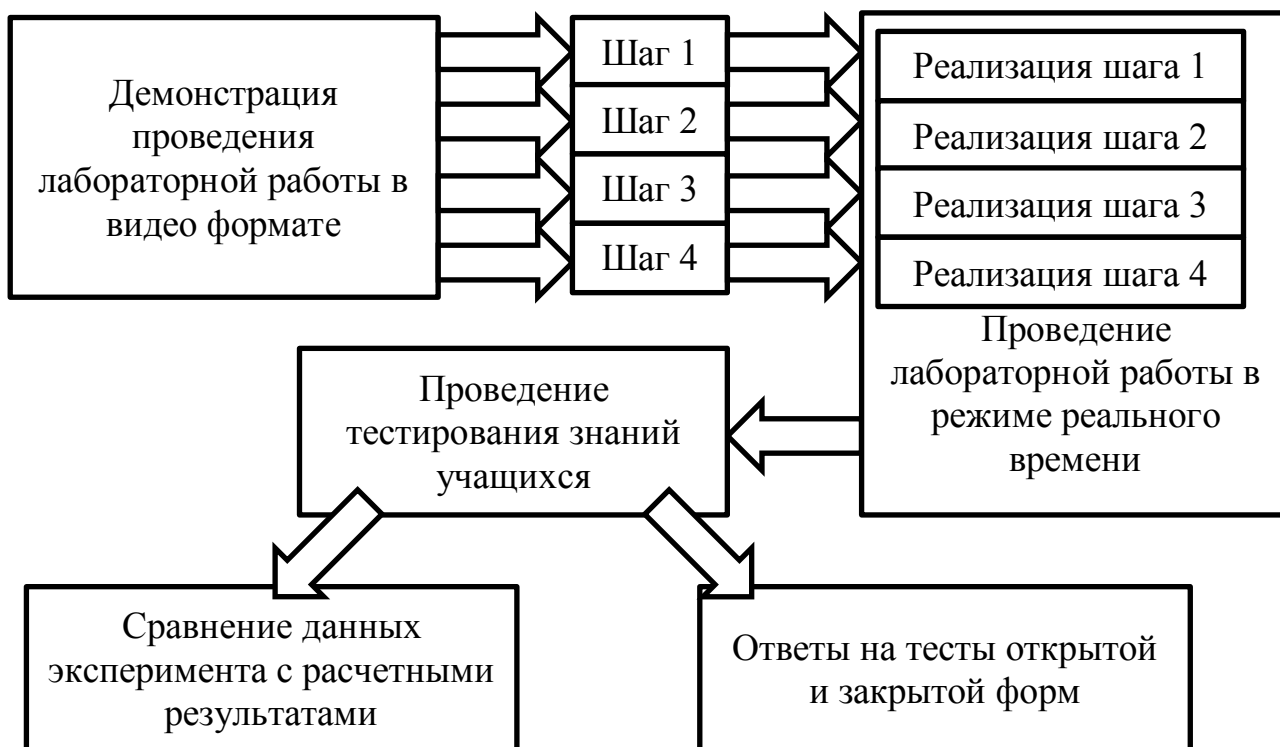 Демонстрация
проведения
лабораторной работы в
видео формате
Шаг 1
Шаг 2
Шаг 3
Шаг 4
Реализация шага 1
Реализация шага 2
Реализация шага 3
Реализация шага 4
Проведение
лабораторной работы в
режиме реального
времени
Проведение
тестирования знаний
учащихся
Сравнение данных
эксперимента с расчетными
результатами
Ответы на тесты открытой
и закрытой форм